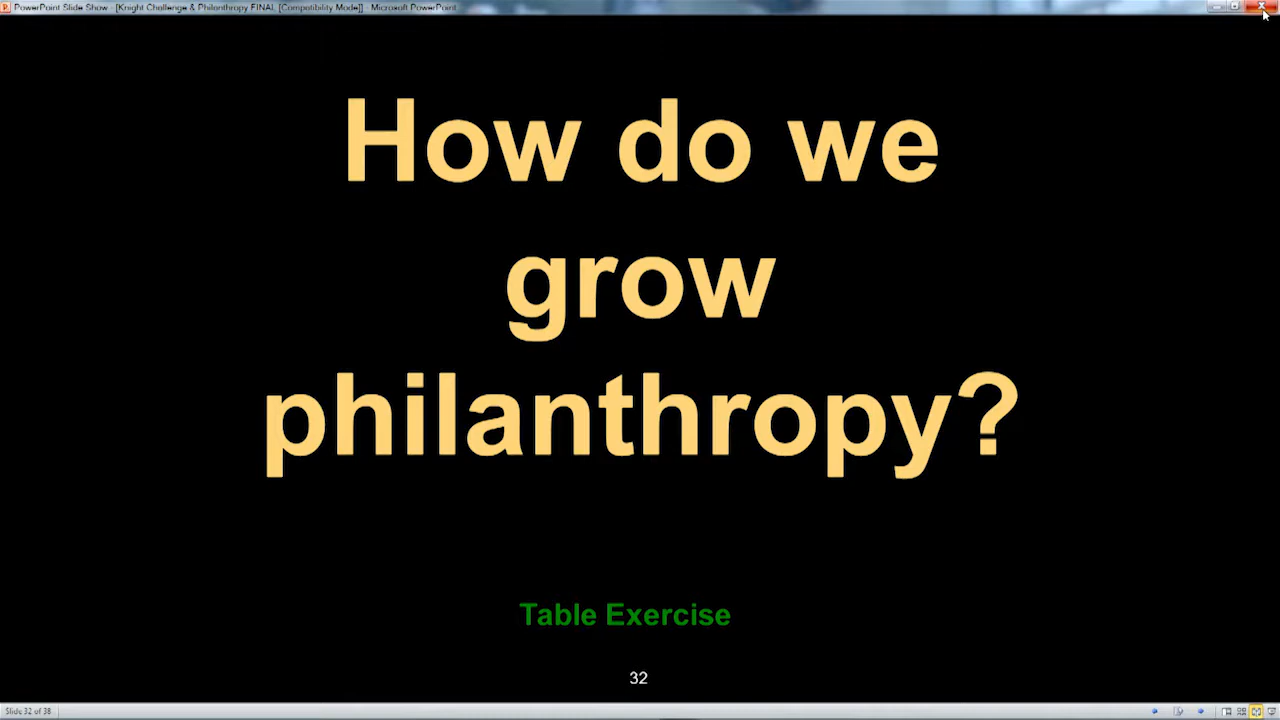 PowerPoint Slide Show - [Knight Challenge & Philanthropy FINAL [Compatibility Mode]] - Microsoft PowerPoint
How do we
grow
philanthropy?
Table Exercise
32
Slide 32 of 38